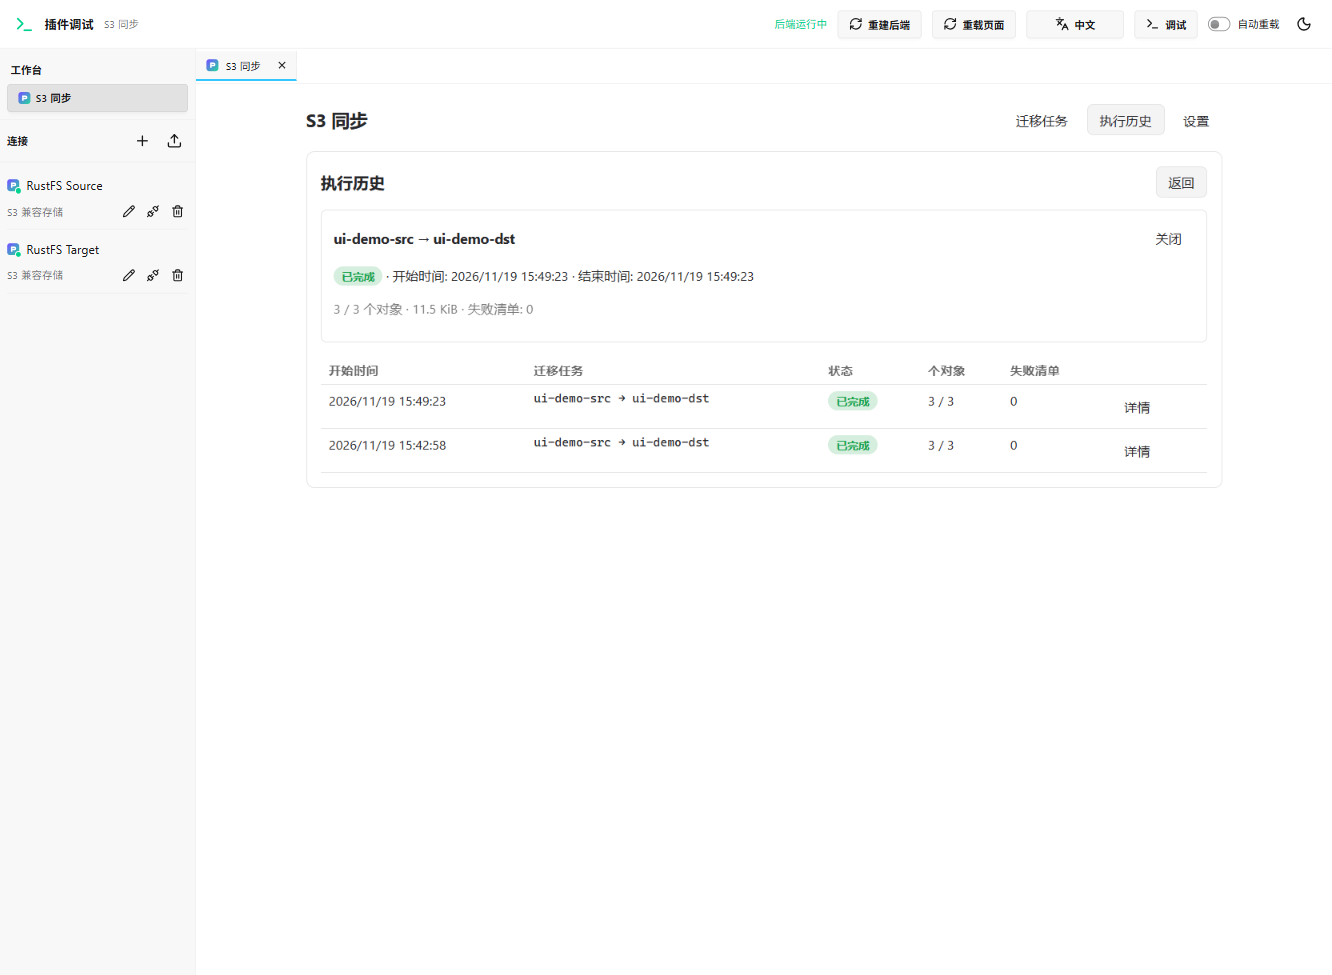 插件调试 S3 同步 后端运行中 重建后端 重载页面 中文 调试 自动重载
工作台
S3 同步
连接
RustFS Source
S3 兼容存储
RustFS Target
S3 兼容存储
S3 同步
S3 同步 迁移任务 执行历史 设置
执行历史 返回
ui-demo-src → ui-demo-dst 关闭
已完成 · 开始时间: 2026/11/19 15:49:23 · 结束时间: 2026/11/19 15:49:23
3 / 3 个对象 · 11.5 KiB · 失败清单: 0
开始时间 迁移任务 状态 个对象 失败清单
2026/11/19 15:49:23 ui-demo-src → ui-demo-dst 已完成 3 / 3 0 详情
2026/11/19 15:42:58 ui-demo-src → ui-demo-dst 已完成 3 / 3 0 详情